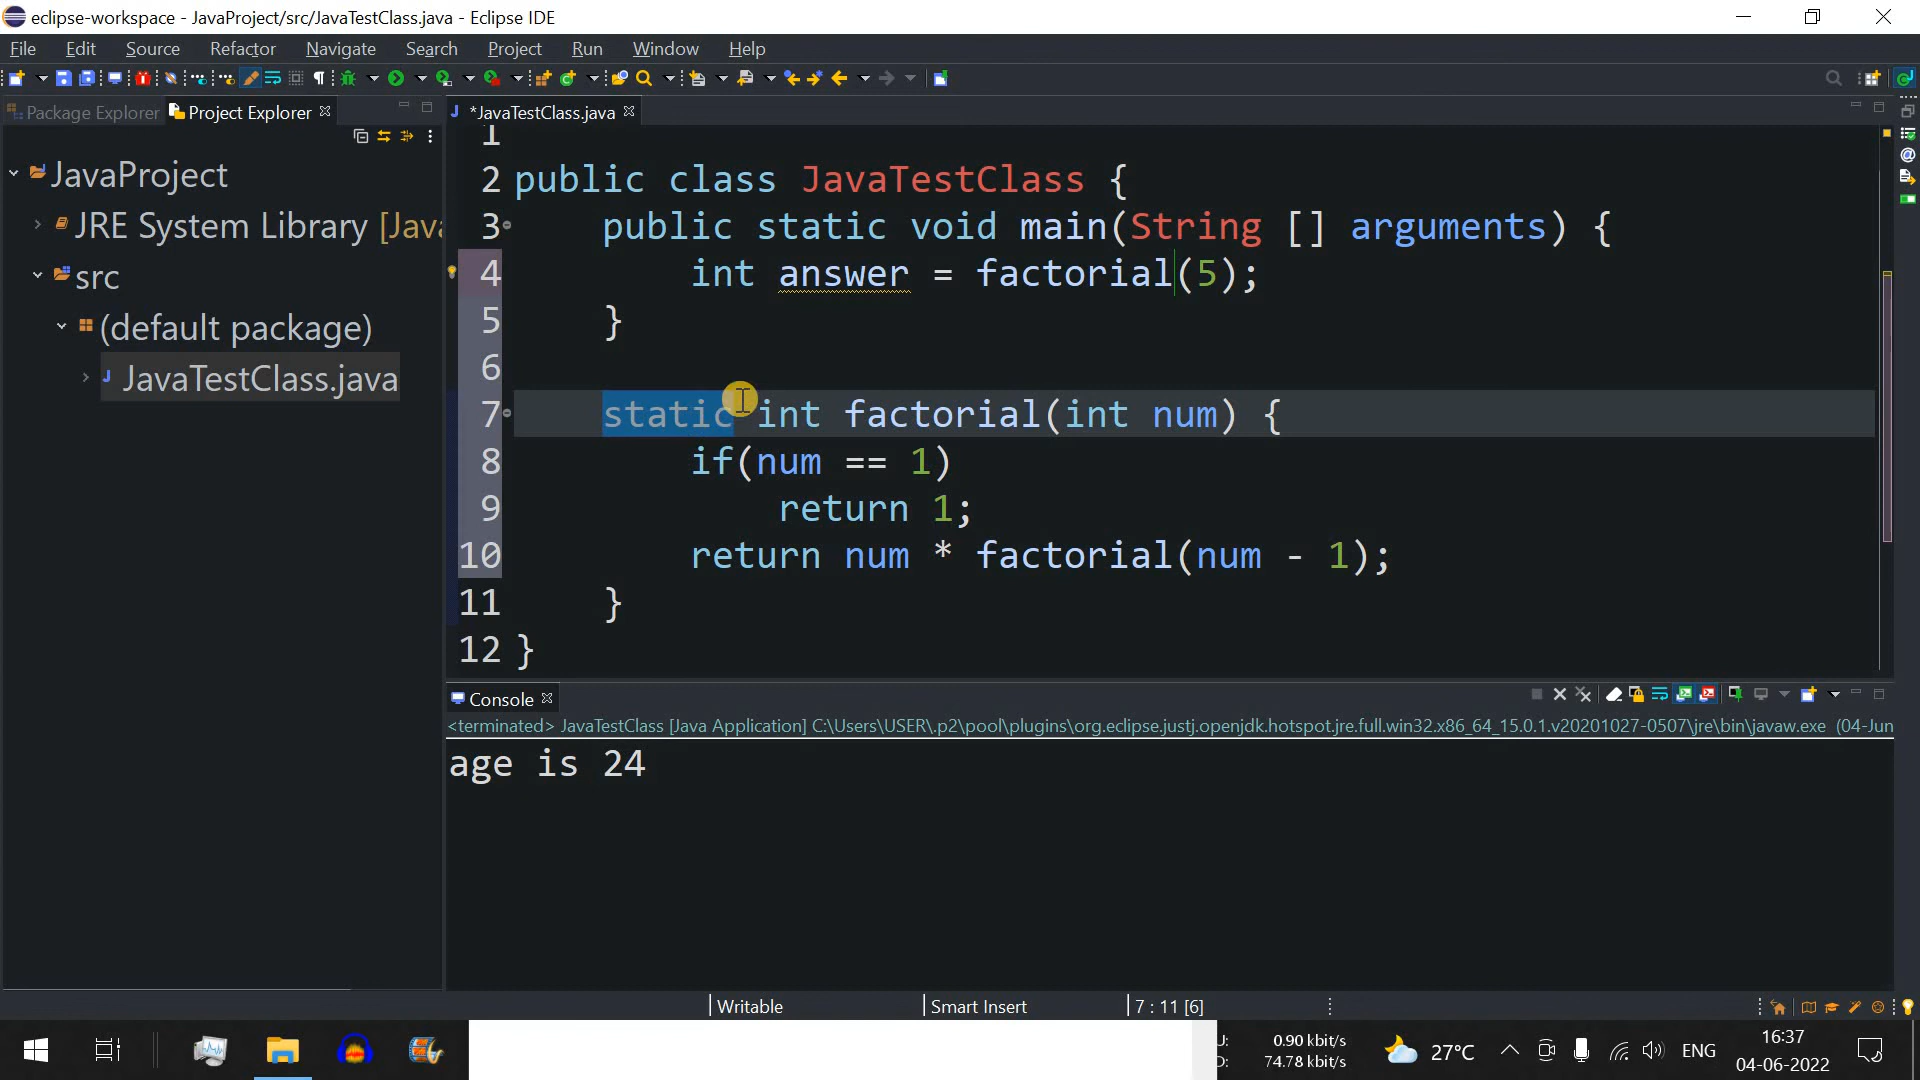 eclipse-workspace - JavaProject/src/JavaTestClass.java - Eclipse IDE
File Edit Source Refactor Navigate Search Project Run Window Help
Package Explorer Project Explorer
*JavaTestClass.java
JavaProject
JRE System Library [Java
src
(default package)
JavaTestClass.java
1
2 public class JavaTestClass {
3 public static void main(String [] arguments) {
4 int answer = factorial(5);
5 }
6
7 static int factorial(int num) {
8 if(num == 1)
9 return 1;
10 return num * factorial(num - 1);
11 }
12 }
Console
<terminated> JavaTestClass [Java Application] C:\Users\USER\.p2\pool\plugins\org.eclipse.justj.openjdk.hotspot.jre.full.win32.x86_64_15.0.1.v20201027-0507\jre\bin\javaw.exe (04-Jun
age is 24
Writable Smart Insert 7 : 11 [6]
U: 0.90 kbit/s
D: 74.78 kbit/s
27°C
ENG
16:37
04-06-2022